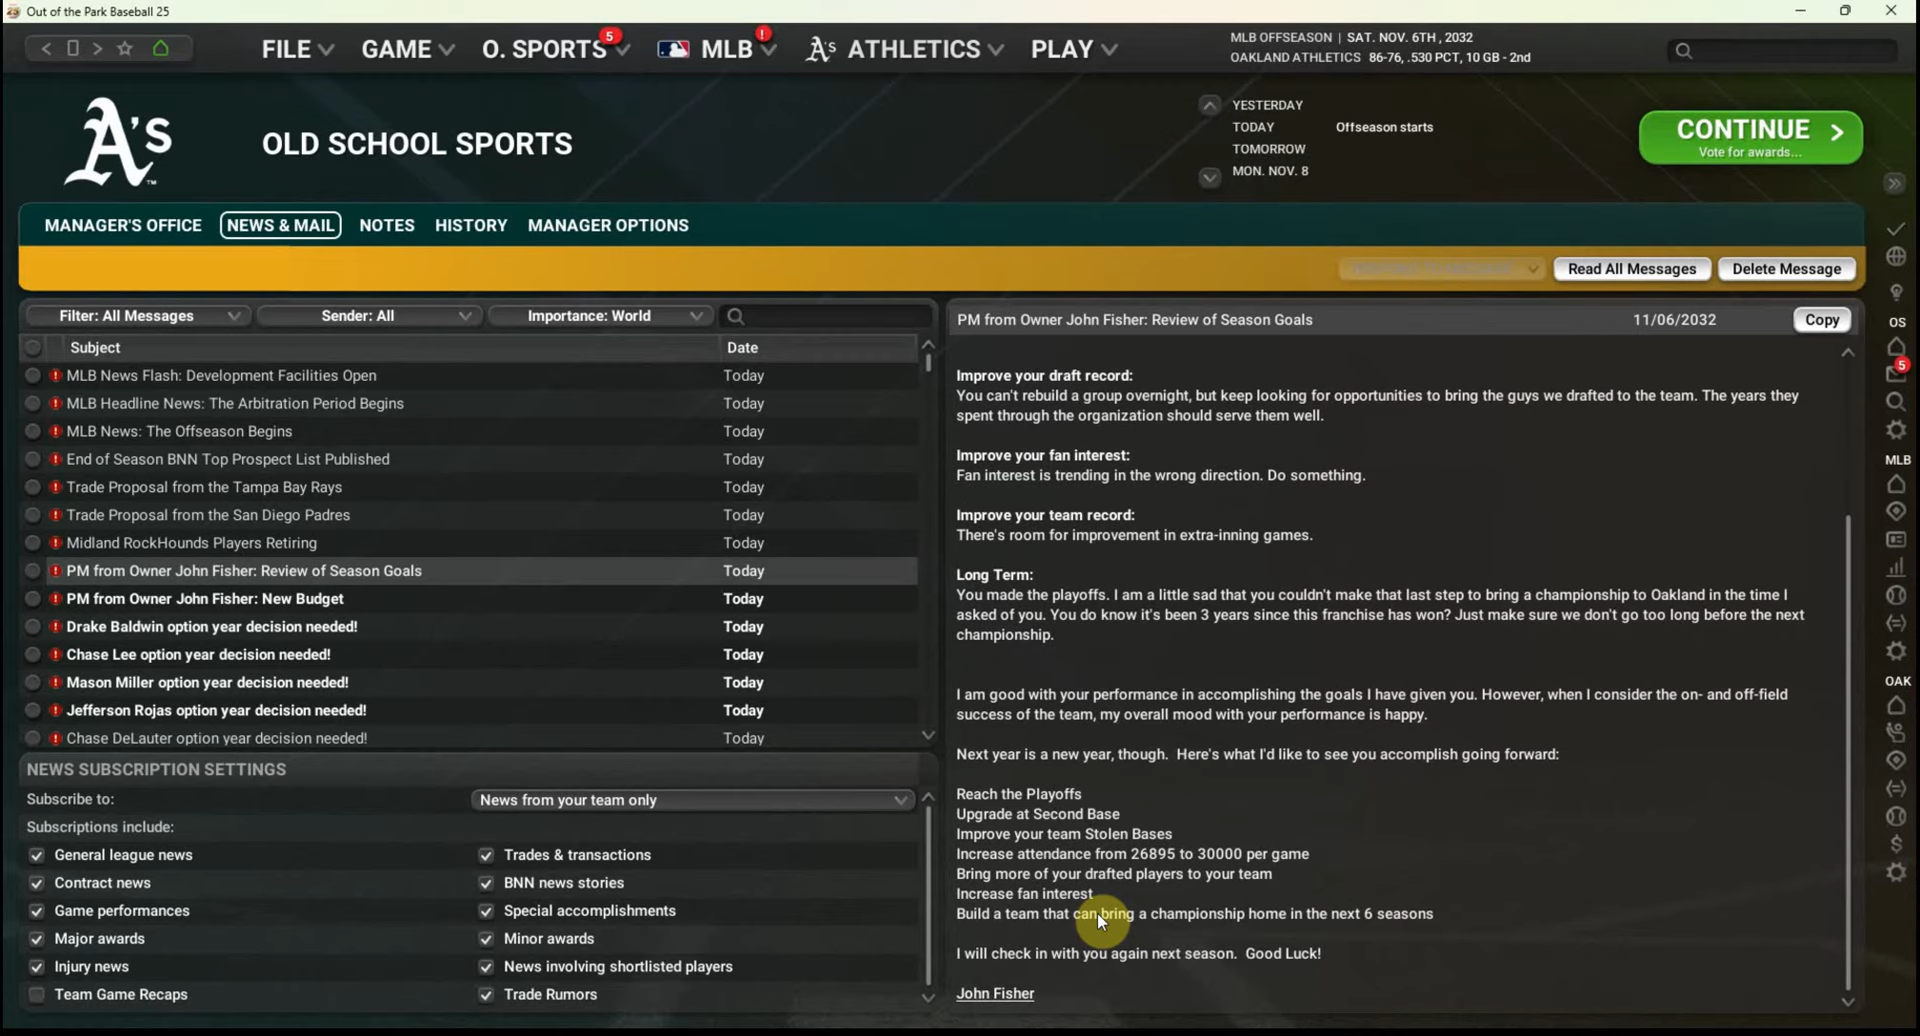 Out of the Park Baseball 25
FILE
GAME
O. SPORTS
5
MLB
!
A's ATHLETICS
PLAY
MLB OFFSEASON | SAT. NOV. 6TH , 2032
OAKLAND ATHLETICS 86-76, .530 PCT, 10 GB - 2nd
A's
TM
OLD SCHOOL SPORTS
YESTERDAY
TODAY Offseason starts
TOMORROW
MON. NOV. 8
CONTINUE >
Vote for awards...
MANAGER'S OFFICE
NEWS & MAIL
NOTES
HISTORY
MANAGER OPTIONS
Read All Messages
Delete Message
Filter: All Messages
Sender: All
Importance: World
Subject Date
MLB News Flash: Development Facilities Open Today
MLB Headline News: The Arbitration Period Begins Today
MLB News: The Offseason Begins Today
End of Season BNN Top Prospect List Published Today
Trade Proposal from the Tampa Bay Rays Today
Trade Proposal from the San Diego Padres Today
Midland RockHounds Players Retiring Today
PM from Owner John Fisher: Review of Season Goals Today
PM from Owner John Fisher: New Budget Today
Drake Baldwin option year decision needed! Today
Chase Lee option year decision needed! Today
Mason Miller option year decision needed! Today
Jefferson Rojas option year decision needed! Today
Chase DeLauter option year decision needed! Today
NEWS SUBSCRIPTION SETTINGS
Subscribe to: News from your team only
Subscriptions include:
General league news Trades & transactions
Contract news BNN news stories
Game performances Special accomplishments
Major awards Minor awards
Injury news News involving shortlisted players
Team Game Recaps Trade Rumors
PM from Owner John Fisher: Review of Season Goals 11/06/2032 Copy
Improve your draft record:
You can't rebuild a group overnight, but keep looking for opportunities to bring the guys we drafted to the team. The years they
spent through the organization should serve them well.
Improve your fan interest:
Fan interest is trending in the wrong direction. Do something.
Improve your team record:
There's room for improvement in extra-inning games.
Long Term:
You made the playoffs. I am a little sad that you couldn't make that last step to bring a championship to Oakland in the time I
asked of you. You do know it's been 3 years since this franchise has won? Just make sure we don't go too long before the next
championship.
I am good with your performance in accomplishing the goals I have given you. However, when I consider the on- and off-field
success of the team, my overall mood with your performance is happy.
Next year is a new year, though. Here's what I'd like to see you accomplish going forward:
Reach the Playoffs
Upgrade at Second Base
Improve your team Stolen Bases
Increase attendance from 26895 to 30000 per game
Bring more of your drafted players to your team
Increase fan interest
Build a team that can bring a championship home in the next 6 seasons
I will check in with you again next season. Good Luck!
John Fisher
OS
5
MLB
OAK